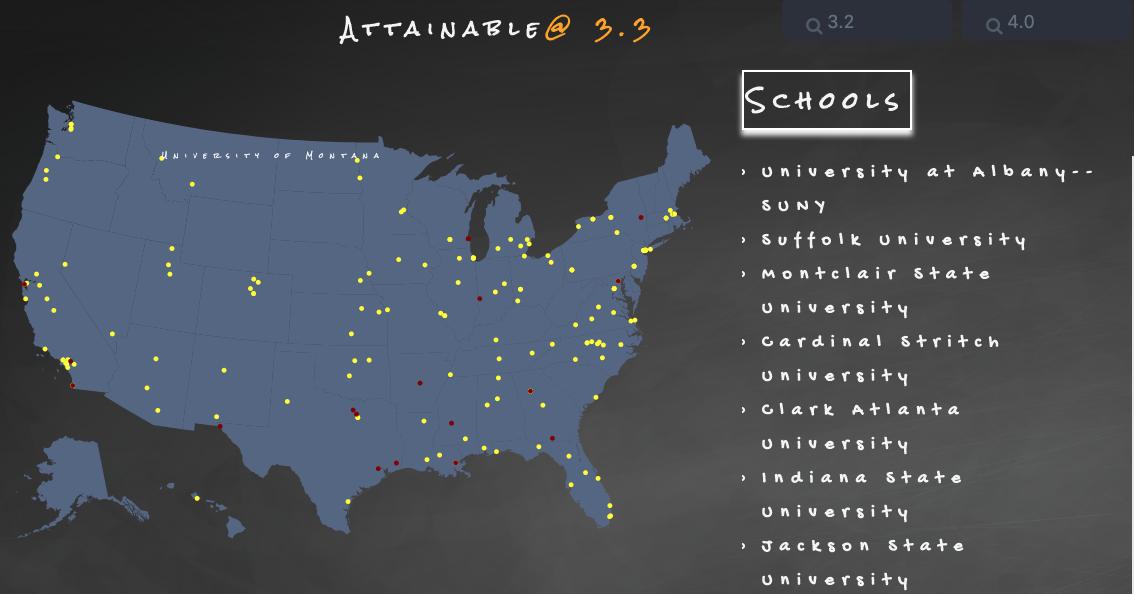 Attainable@ 3.3
3.2
4.0
Schools
University of Montana
› University at Albany--
SUNY
› Suffolk University
› Montclair State
University
› Cardinal Stritch
University
› Clark Atlanta
University
› Indiana State
University
› Jackson State
University